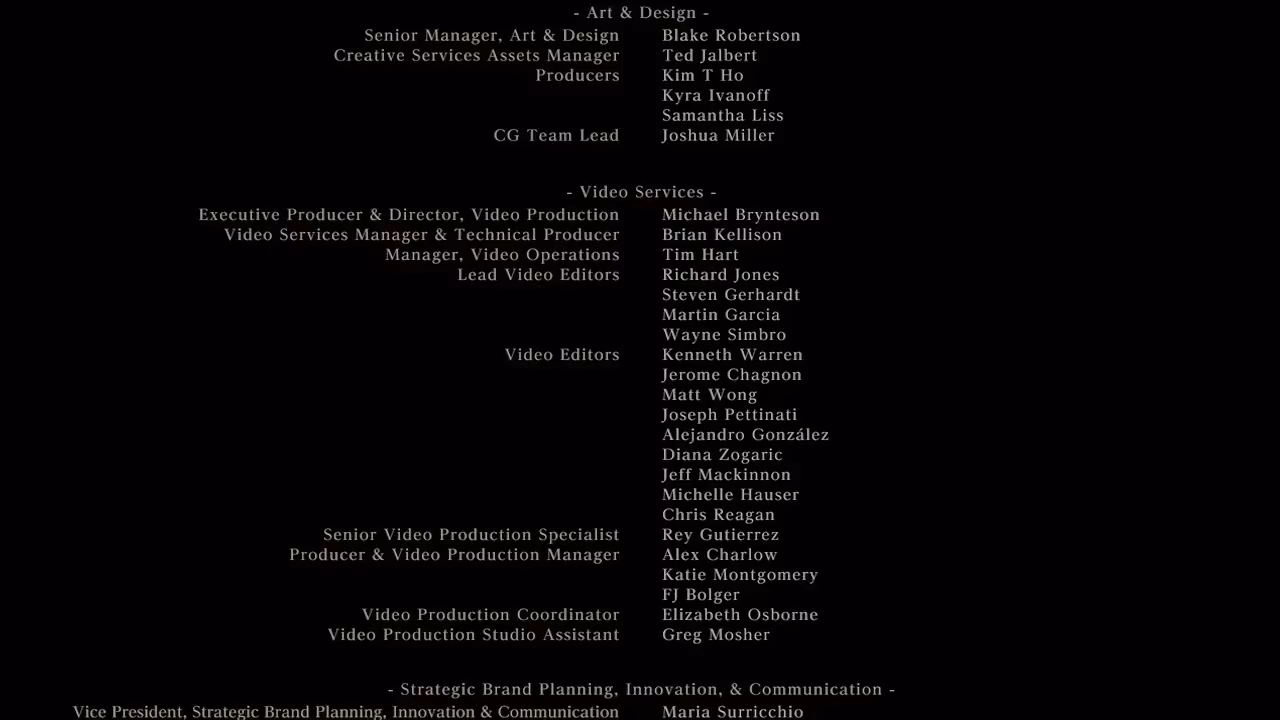 - Art & Design -
Senior Manager, Art & Design Blake Robertson
Creative Services Assets Manager Ted Jalbert
Producers Kim T Ho
Kyra Ivanoff
Samantha Liss
CG Team Lead Joshua Miller
- Video Services -
Executive Producer & Director, Video Production Michael Brynteson
Video Services Manager & Technical Producer Brian Kellison
Manager, Video Operations Tim Hart
Lead Video Editors Richard Jones
Steven Gerhardt
Martin Garcia
Wayne Simbro
Video Editors Kenneth Warren
Jerome Chagnon
Matt Wong
Joseph Pettinati
Alejandro González
Diana Zogaric
Jeff Mackinnon
Michelle Hauser
Chris Reagan
Senior Video Production Specialist Rey Gutierrez
Producer & Video Production Manager Alex Charlow
Katie Montgomery
FJ Bolger
Video Production Coordinator Elizabeth Osborne
Video Production Studio Assistant Greg Mosher
- Strategic Brand Planning, Innovation, & Communication -
Vice President, Strategic Brand Planning, Innovation & Communication Maria Surricchio